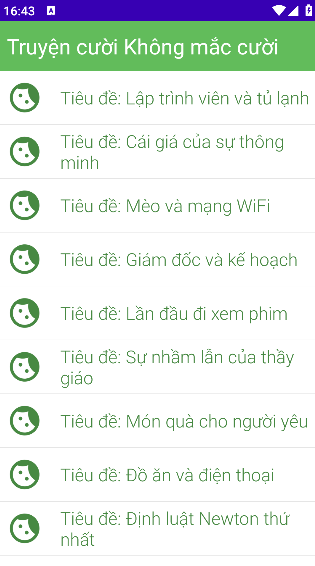 16:43
A
Truyện cười Không mắc cười
Tiêu đề: Lập trình viên và tủ lạnh
Tiêu đề: Cái giá của sự thông
minh
Tiêu đề: Mèo và mạng WiFi
Tiêu đề: Giám đốc và kế hoạch
Tiêu đề: Lần đầu đi xem phim
Tiêu đề: Sự nhầm lẫn của thầy
giáo
Tiêu đề: Món quà cho người yêu
Tiêu đề: Đồ ăn và điện thoại
Tiêu đề: Định luật Newton thứ
nhất